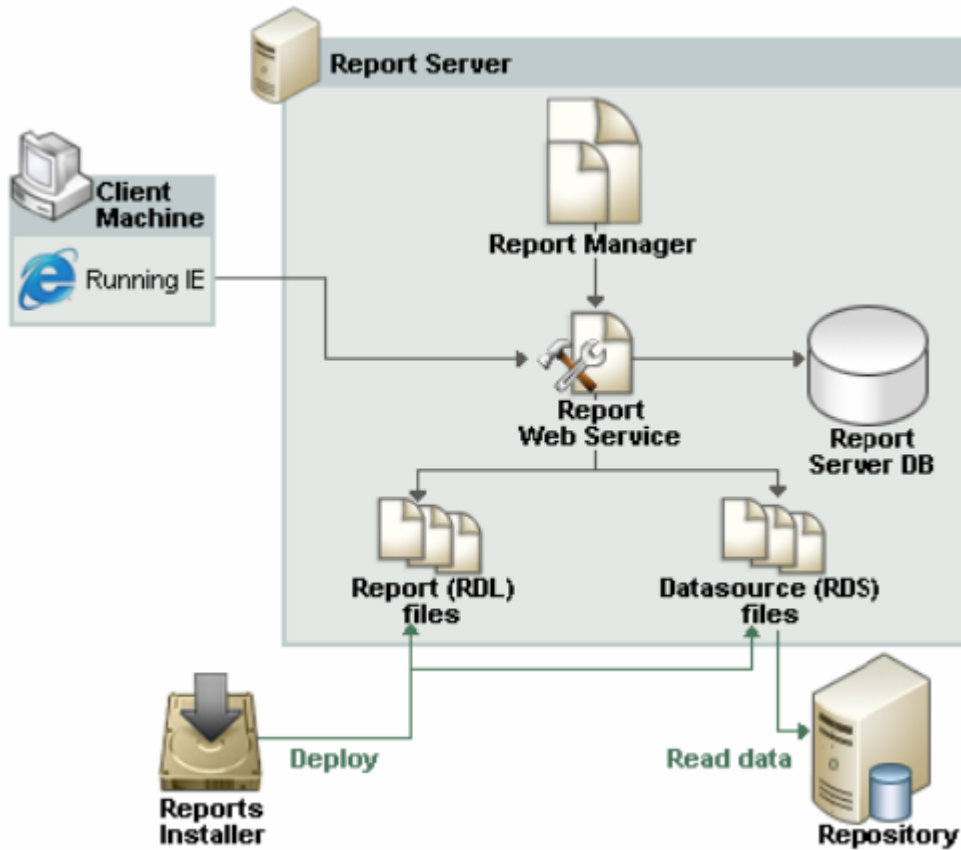 Report Server
Client
Machine
Running IE
Report Manager
Report
Web Service
Report
Server DB
Report (RDL)
files
Datasource (RDS)
files
Deploy
Read data
Reports
Installer
Repository